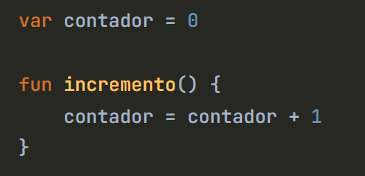 var contador = 0
fun incremento() {
    contador = contador + 1
}